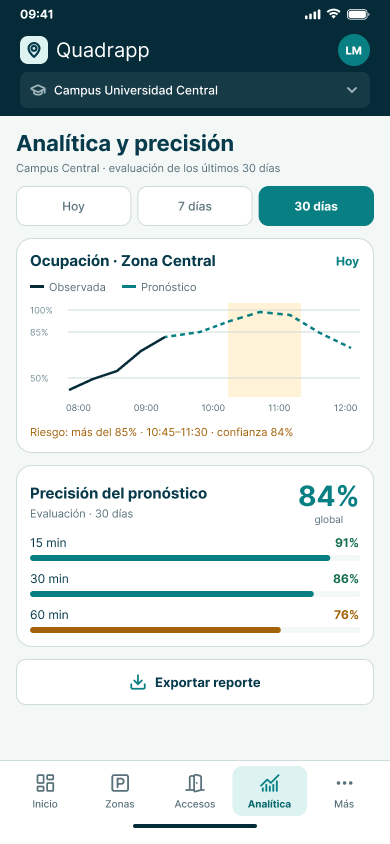 09:41
Quadrapp
LM
Campus Universidad Central
Analítica y precisión
Campus Central · evaluación de los últimos 30 días
Hoy
7 días
30 días
Ocupación · Zona Central
Hoy
Observada
Pronóstico
100%
85%
50%
08:00
09:00
10:00
11:00
12:00
Riesgo: más del 85% · 10:45–11:30 · confianza 84%
Precisión del pronóstico
84%
Evaluación · 30 días
global
15 min
91%
30 min
86%
60 min
76%
Exportar reporte
P
Inicio
Zonas
Accesos
Analítica
Más